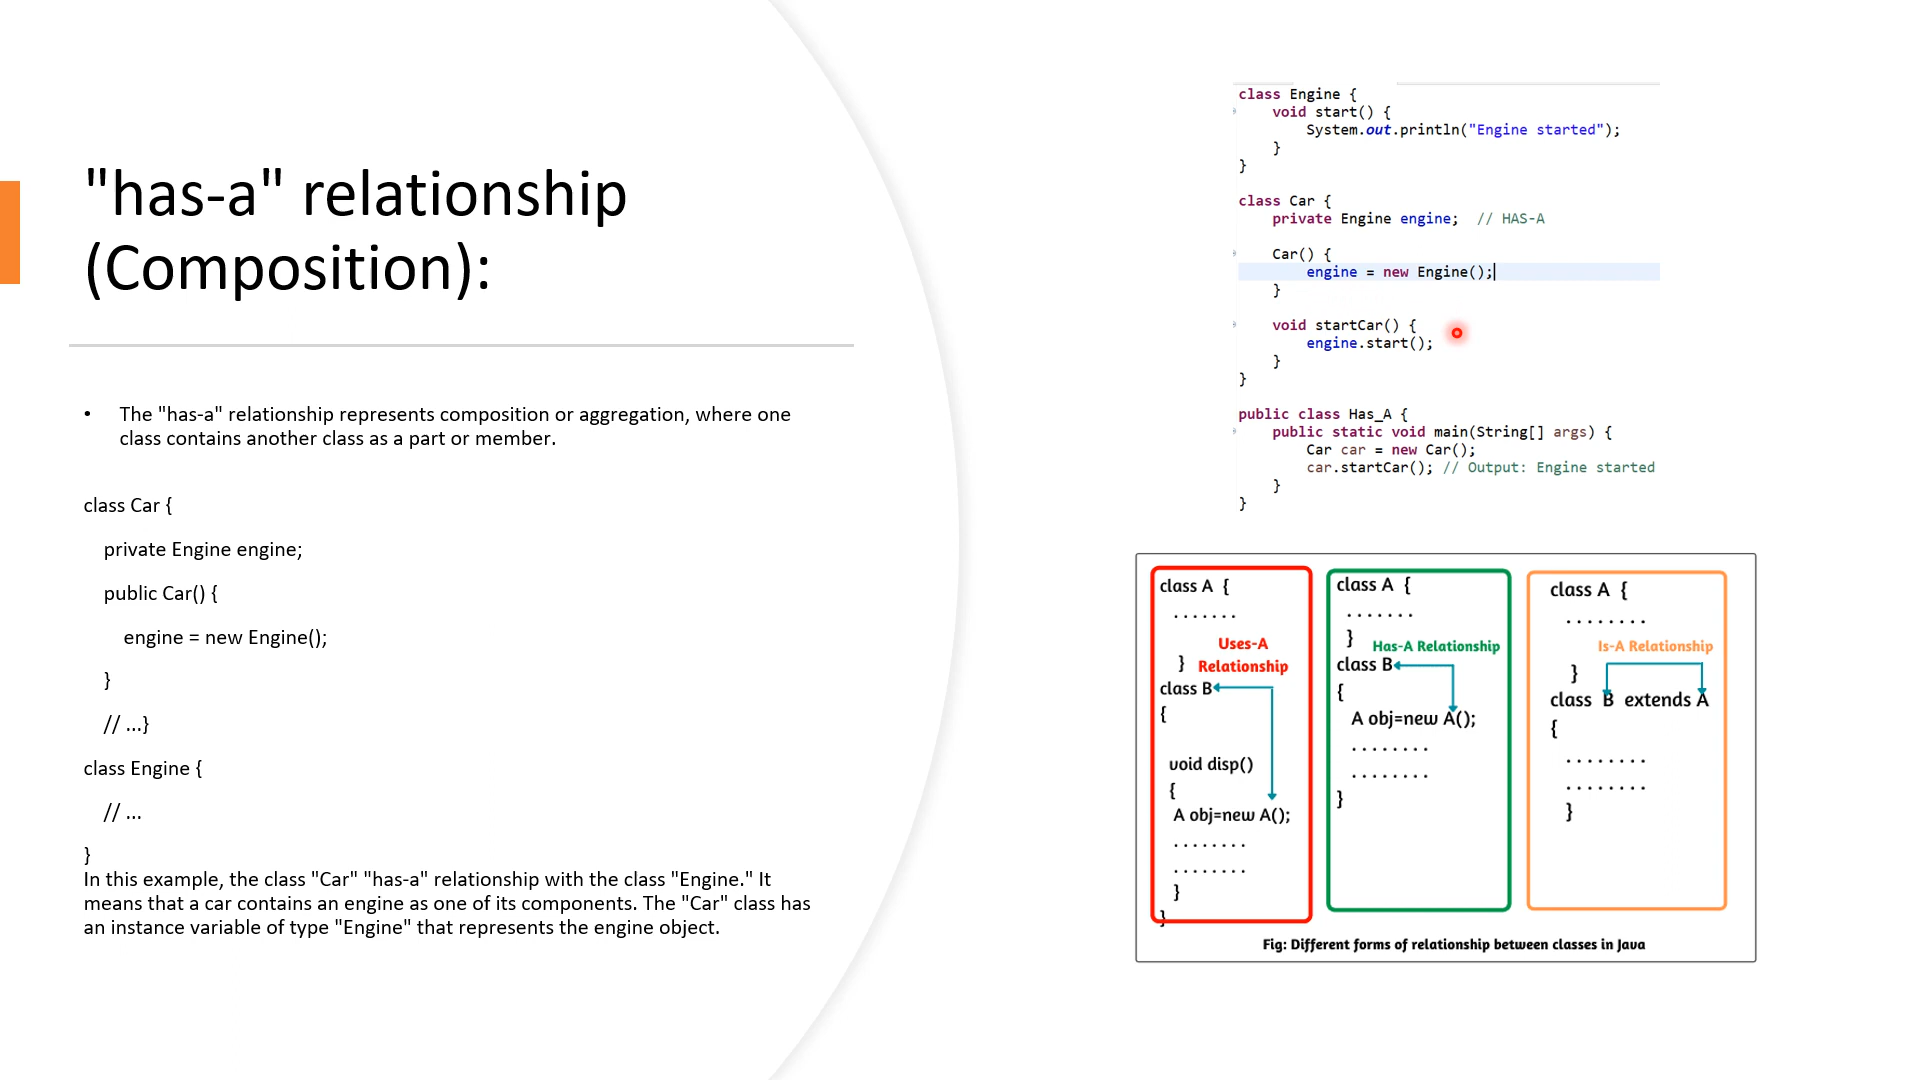 "has-a" relationship
(Composition):
• The "has-a" relationship represents composition or aggregation, where one
class contains another class as a part or member.
class Car {
private Engine engine;
public Car() {
engine = new Engine();
}
// ...}
class Engine {
// ...
}
In this example, the class "Car" "has-a" relationship with the class "Engine." It
means that a car contains an engine as one of its components. The "Car" class has
an instance variable of type "Engine" that represents the engine object.
class Engine {
void start() {
System.out.println("Engine started");
}
}
class Car {
private Engine engine;  // HAS-A
Car() {
engine = new Engine();
}
void startCar() {
engine.start();
}
}
public class Has_A {
public static void main(String[] args) {
Car car = new Car();
car.startCar(); // Output: Engine started
}
}
class A {
. . . . . . .
Uses-A
} Relationship
class B
{
void disp()
{
A obj=new A();
. . . . . . . .
. . . . . . . .
}
}
class A {
. . . . . . .
}
Has-A Relationship
class B
{
A obj=new A();
. . . . . . . .
. . . . . . . .
}
class A {
. . . . . . . .
Is-A Relationship
}
class B extends A
{
. . . . . . . .
. . . . . . . .
}
Fig: Different forms of relationship between classes in Java